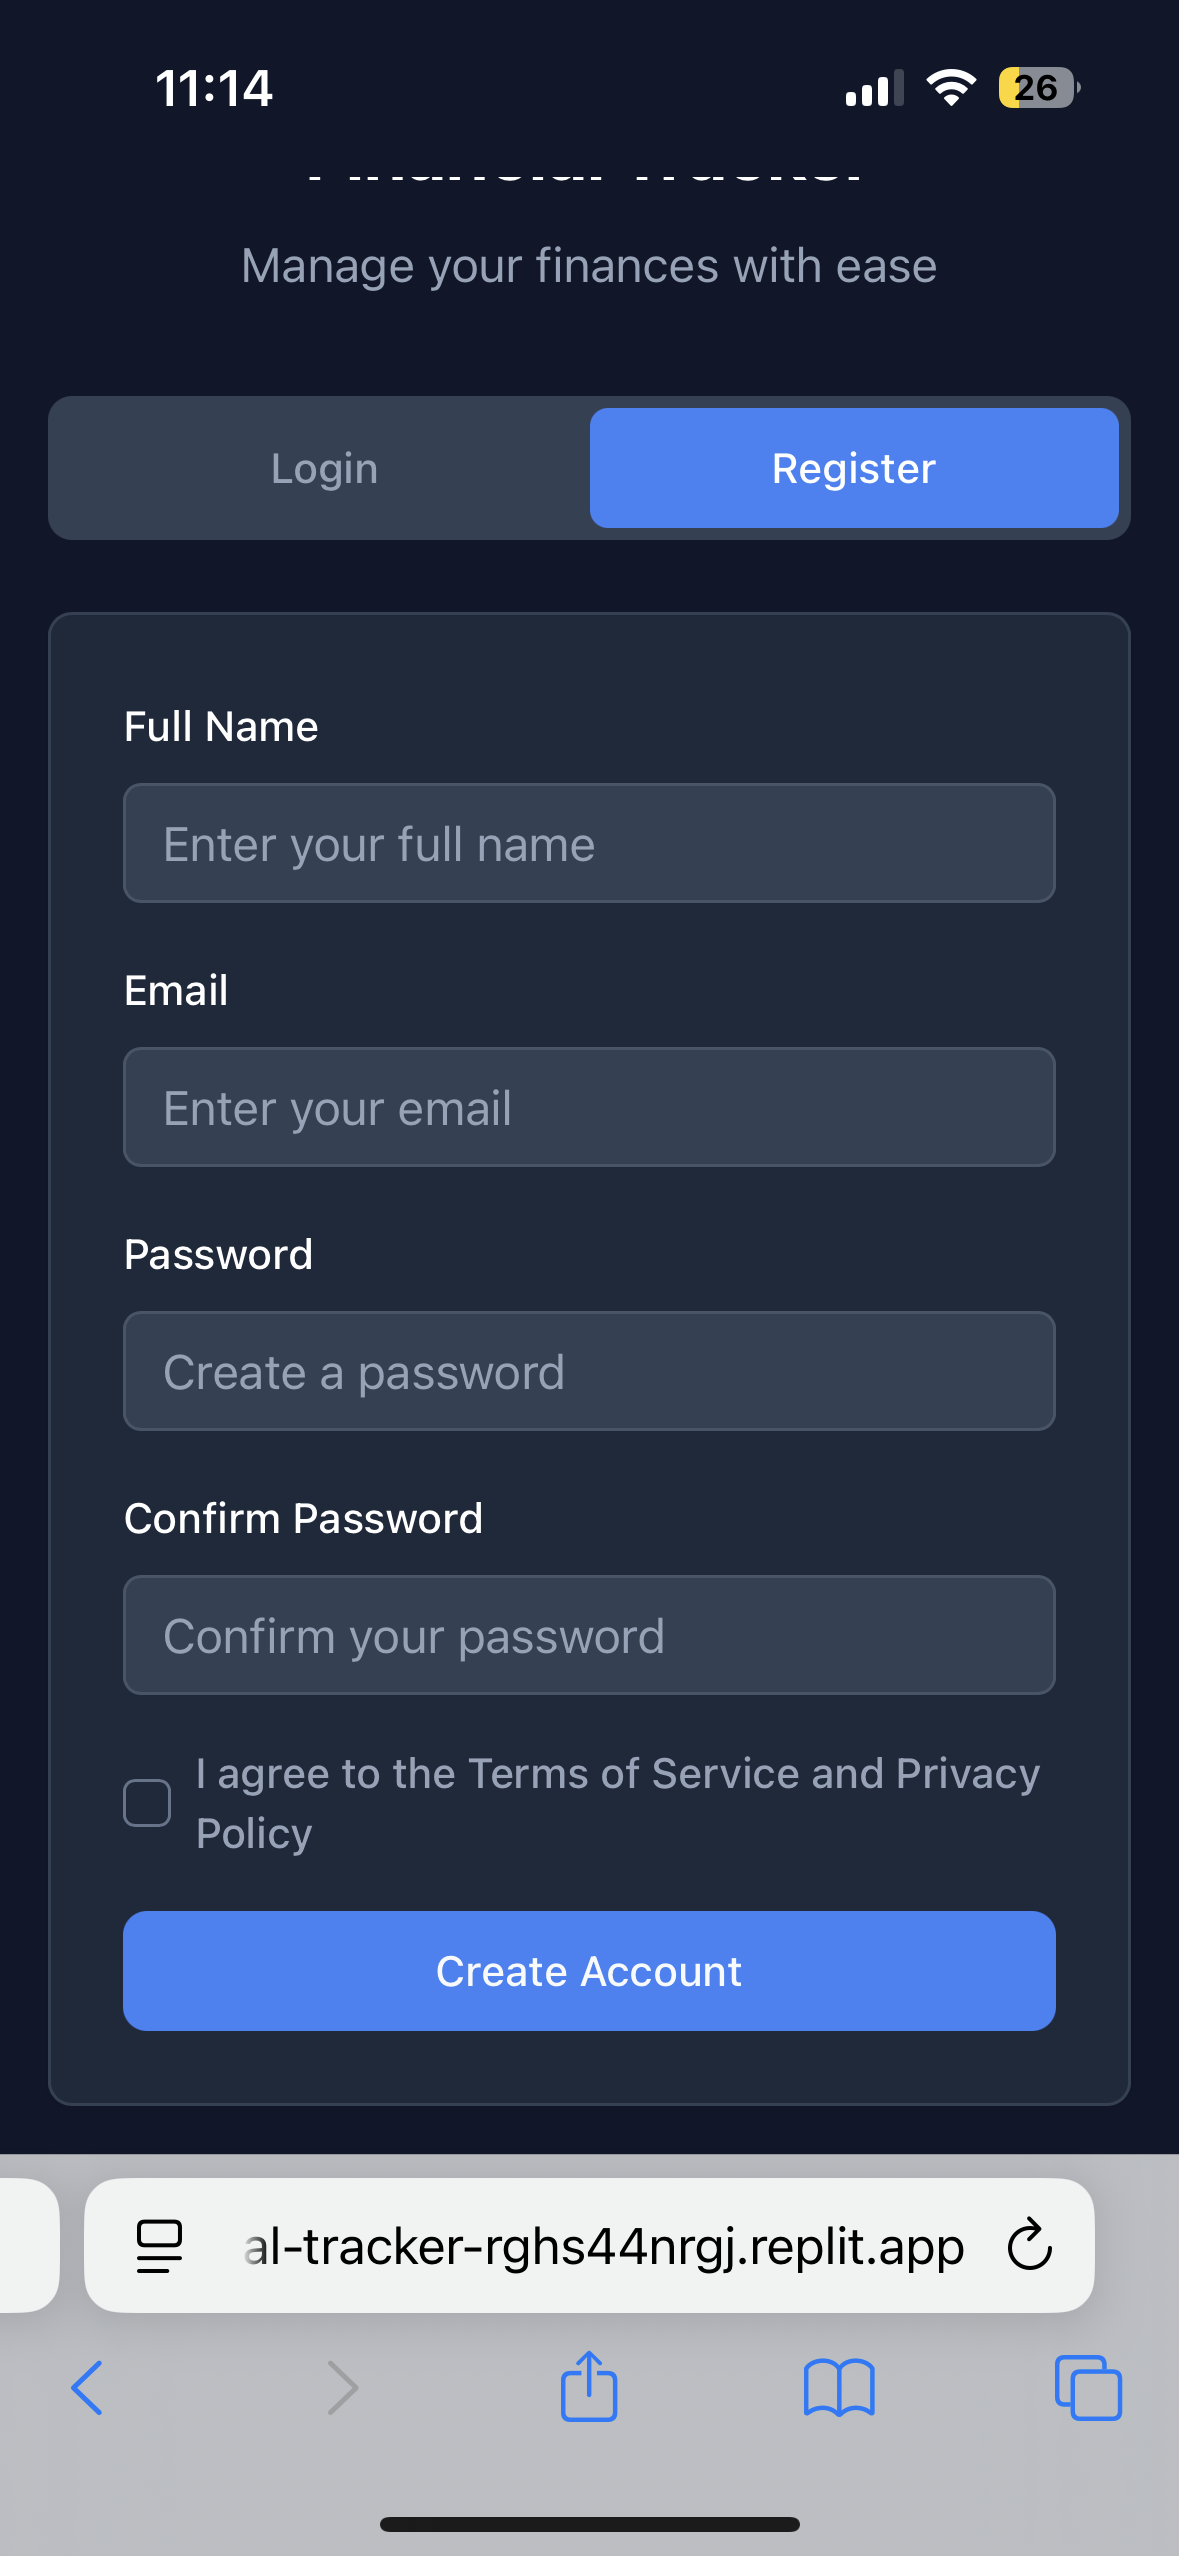 11:14
26
Manage your finances with ease
Login
Register
Full Name
Enter your full name
Email
Enter your email
Password
Create a password
Confirm Password
Confirm your password
I agree to the Terms of Service and Privacy
Policy
Create Account
al-tracker-rghs44nrgj.replit.app